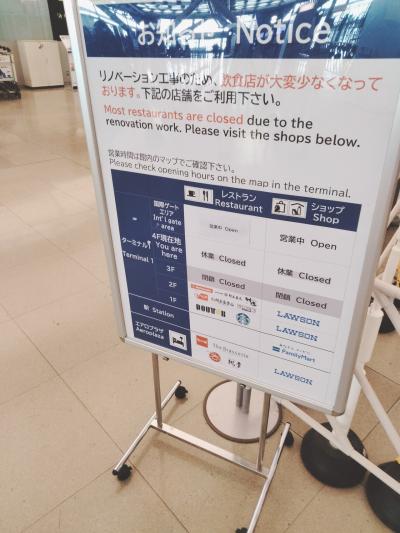 お知らせ Notice
リノベーション工事のため、飲食店が大変少なくなって
おります。下記の店舗をご利用下さい。
Most restaurants are closed due to the
renovation work. Please visit the shops below.
営業時間は館内のマップでご確認下さい。
Please check opening hours on the map in the terminal.
レストラン
Restaurant
ショップ
Shop
ターミナル1
Terminal 1
国際ゲート
エリア
Int'l gate
area
営業中 Open
営業中 Open
4F現在地
You are
here
休業 Closed
休業 Closed
3F
閉鎖 Closed
閉鎖 Closed
2F
LAWSON
1F
LAWSON
駅 Station
FamilyMart
エアロプラザ
Aeroplaza
The Brasserie
LAWSON